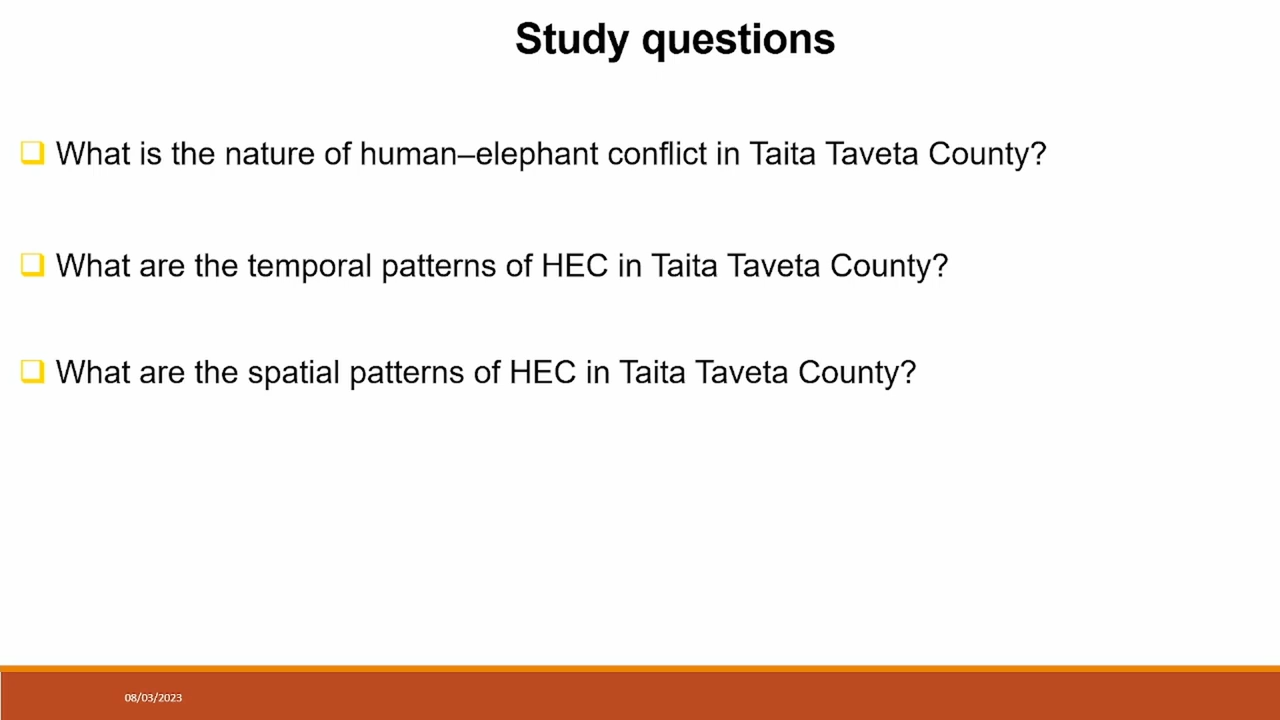 Study questions
What is the nature of human–elephant conflict in Taita Taveta County?
What are the temporal patterns of HEC in Taita Taveta County?
What are the spatial patterns of HEC in Taita Taveta County?
08/03/2023